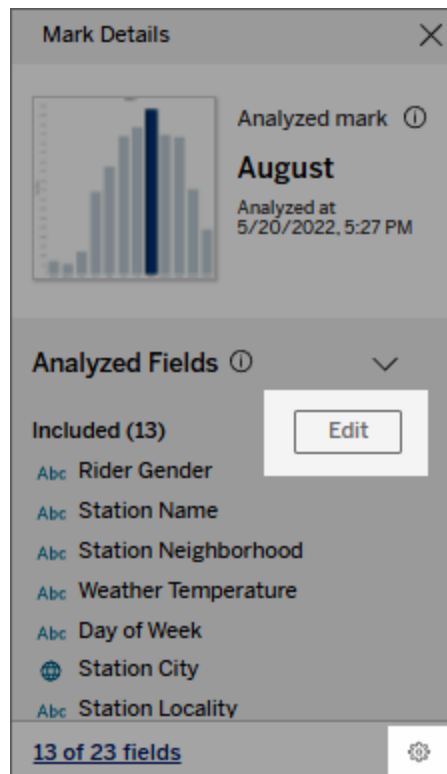 Mark Details
Analyzed mark
August
Analyzed at
5/20/2022, 5:27 PM
Analyzed Fields
Included (13)
Edit
Abc Rider Gender
Abc Station Name
Abc Station Neighborhood
Abc Weather Temperature
Abc Day of Week
Station City
Abc Station Locality
13 of 23 fields